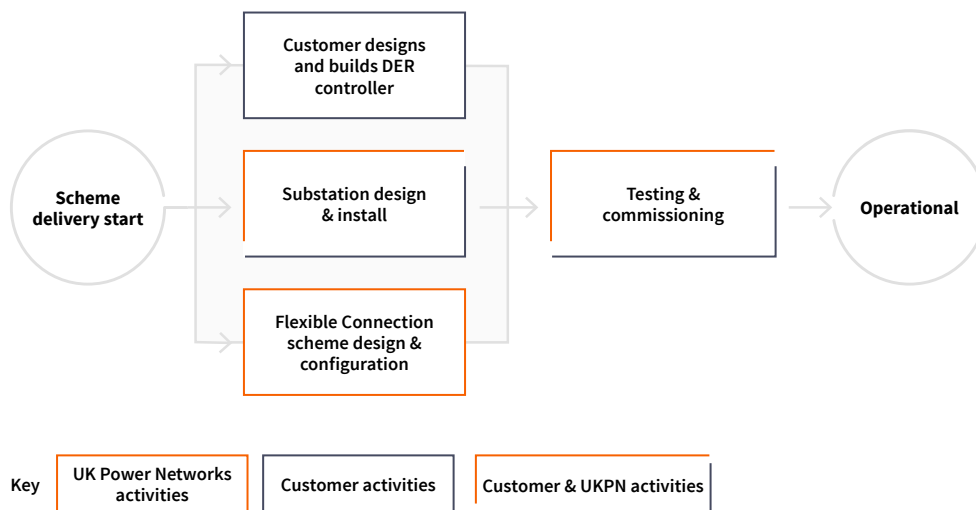 Customer designs
and builds DER
controller
Scheme
delivery start
Substation design
& install
Testing &
commissioning
Operational
Flexible Connection
scheme design &
configuration
Key
UK Power Networks
activities
Customer activities
Customer & UKPN activities